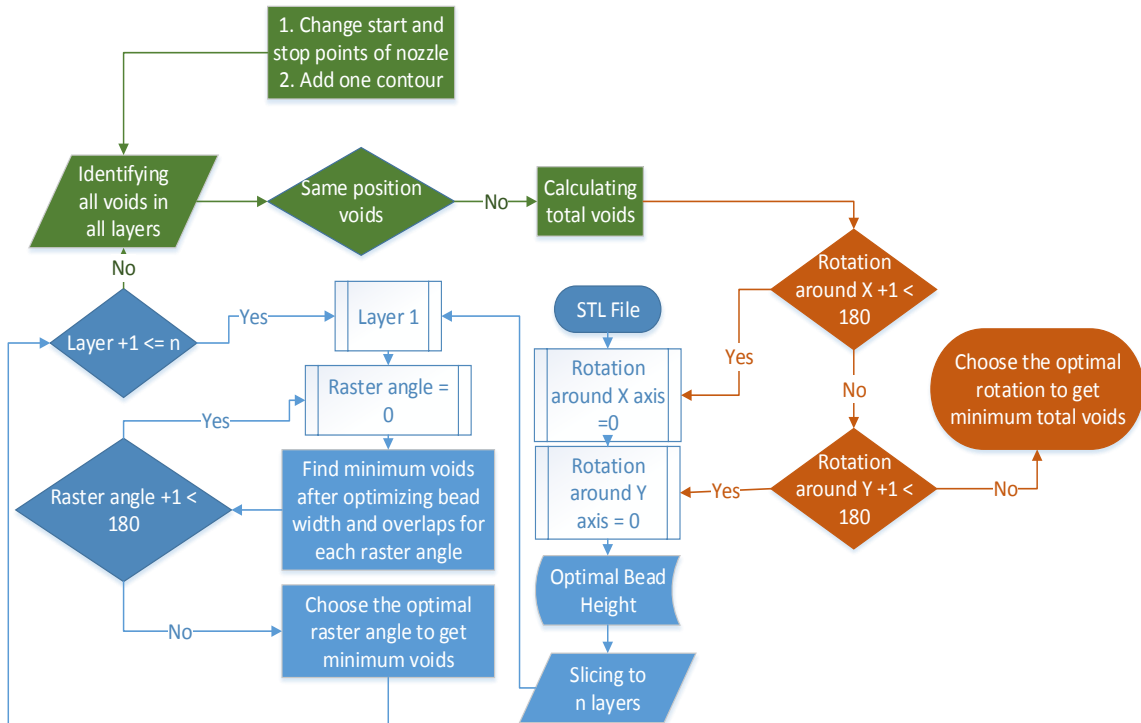 1. Change start and
stop points of nozzle
2. Add one contour
Identifying
all voids in
all layers
Same position
voids
No
Calculating
total voids
No
Rotation
around X +1 <
180
Layer +1 <= n
Yes
Layer 1
STL File
Yes
Rotation
around X axis
=0
No
Choose the optimal
rotation to get
minimum total voids
Raster angle =
0
Yes
Rotation
around Y
axis = 0
Yes
Rotation
around Y +1 <
180
No
Raster angle +1 <
180
Find minimum voids
after optimizing bead
width and overlaps for
each raster angle
Optimal Bead
Height
No
Choose the optimal
raster angle to get
minimum voids
Slicing to
n layers